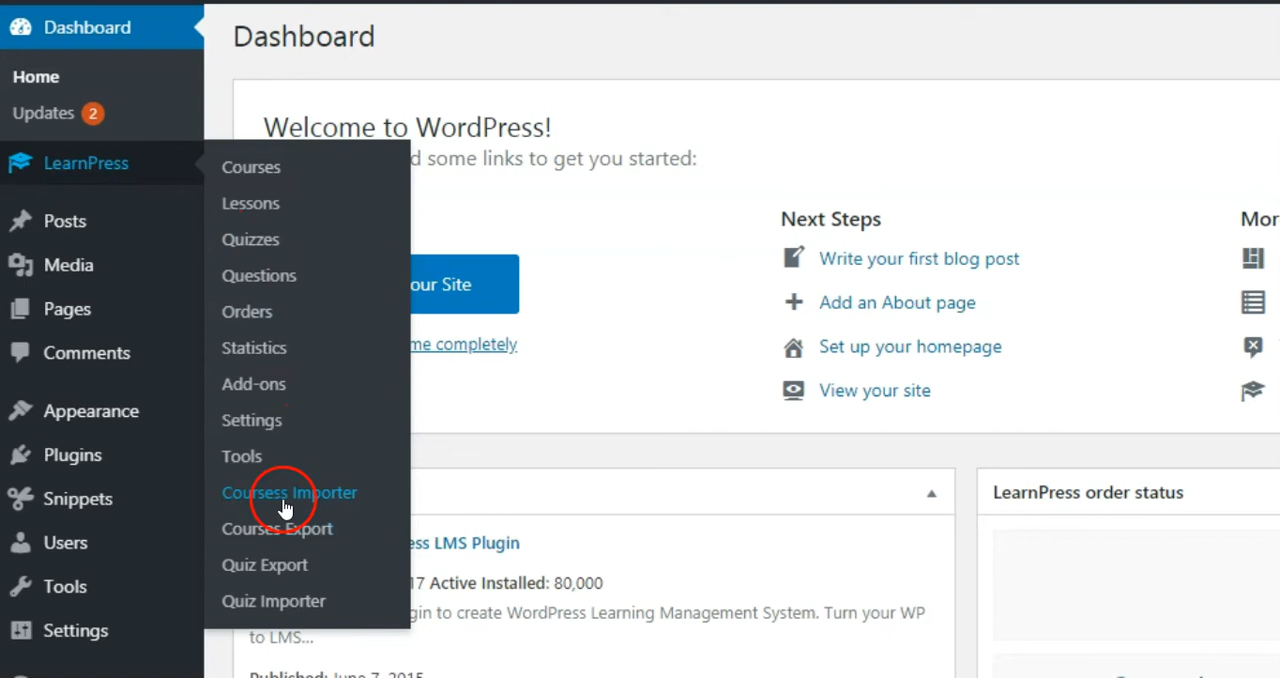 Dashboard
Home
Updates 2
LearnPress
Posts
Media
Pages
Comments
Appearance
Plugins
Snippets
Users
Tools
Settings
Courses
Lessons
Quizzes
Questions
Orders
Statistics
Add-ons
Settings
Tools
Coursess Importer
Courses Export
Quiz Export
Quiz Importer
Dashboard
Welcome to WordPress!
d some links to get you started:
our Site
me completely
Next Steps
Write your first blog post
Add an About page
Set up your homepage
View your site
Mor
ess LMS Plugin
17 Active Installed: 80,000
gin to create WordPress Learning Management System. Turn your WP
to LMS...
Published: June 7, 2015
LearnPress order status